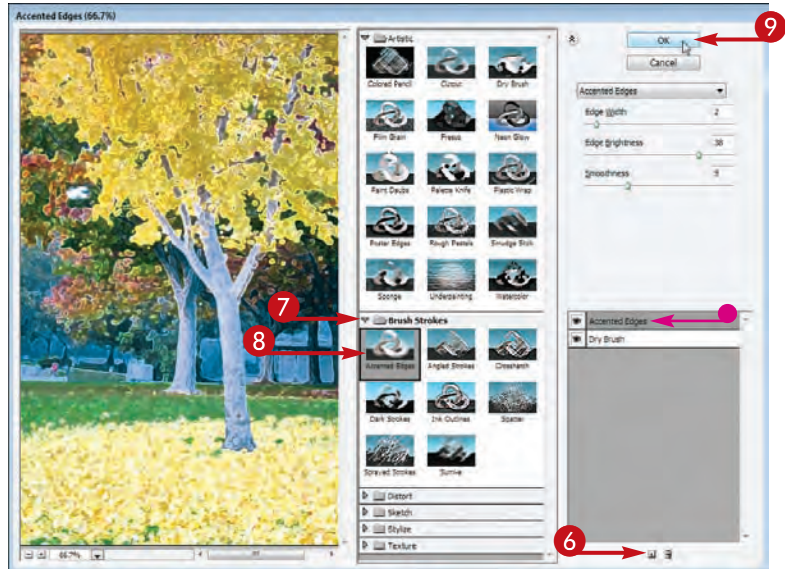 Accented Edges (66.7%)
9
OK
Cancel
Artistic
Colored Pencil
Cutout
Dry Brush
Film Grain
Fresco
Neon Glow
Paint Daubs
Palette Knife
Plastic Wrap
Poster Edges
Rough Pastels
Smudge Stick
Sponge
Underpainting
Watercolor
7
Brush Strokes
8
Accented Edges
Angled Strokes
Crosshatch
Dark Strokes
Ink Outlines
Spatter
Sprayed Strokes
Sumi-e
Distort
Sketch
Stylize
Texture
Accented Edges
Edge Width 2
Edge Brightness 38
Smoothness 9
Accented Edges
Dry Brush
66.7%
6